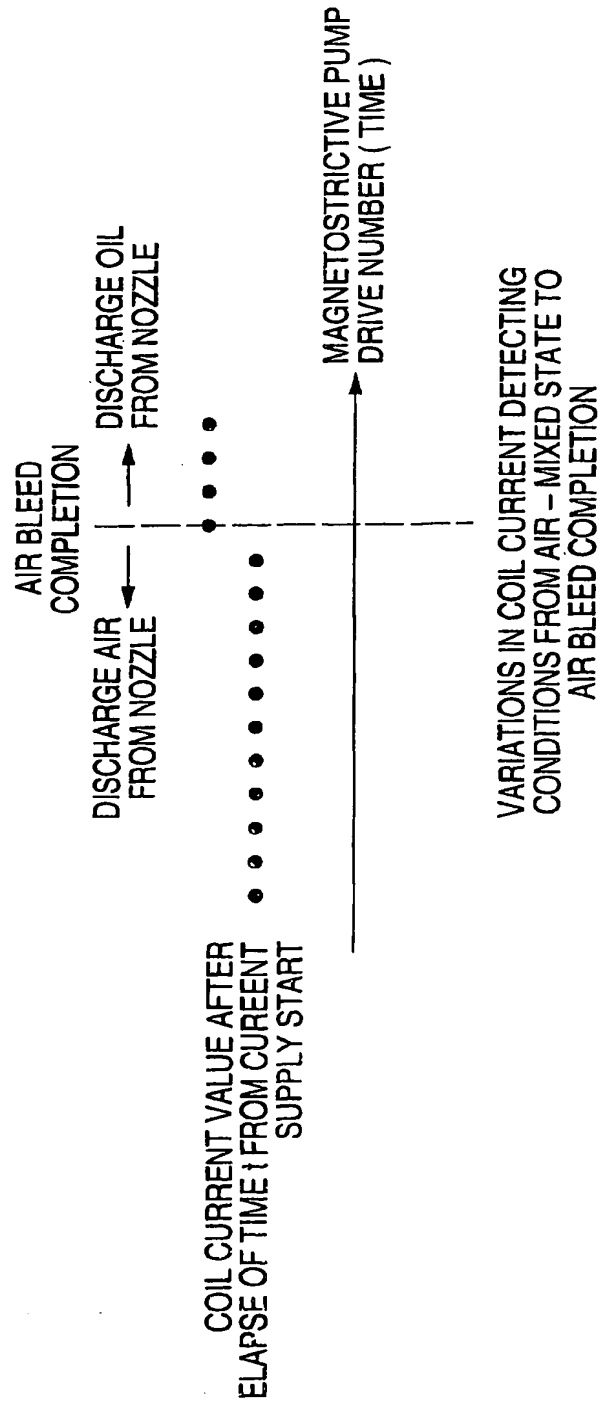 AIR BLEED
COMPLETION
DISCHARGE AIR
FROM NOZZLE
DISCHARGE OIL
FROM NOZZLE
COIL CURRENT VALUE AFTER
ELAPSE OF TIME t FROM CUREENT
SUPPLY START
MAGNETOSTRICTIVE PUMP
DRIVE NUMBER ( TIME )
VARIATIONS IN COIL CURRENT DETECTING
CONDITIONS FROM AIR – MIXED STATE TO
AIR BLEED COMPLETION